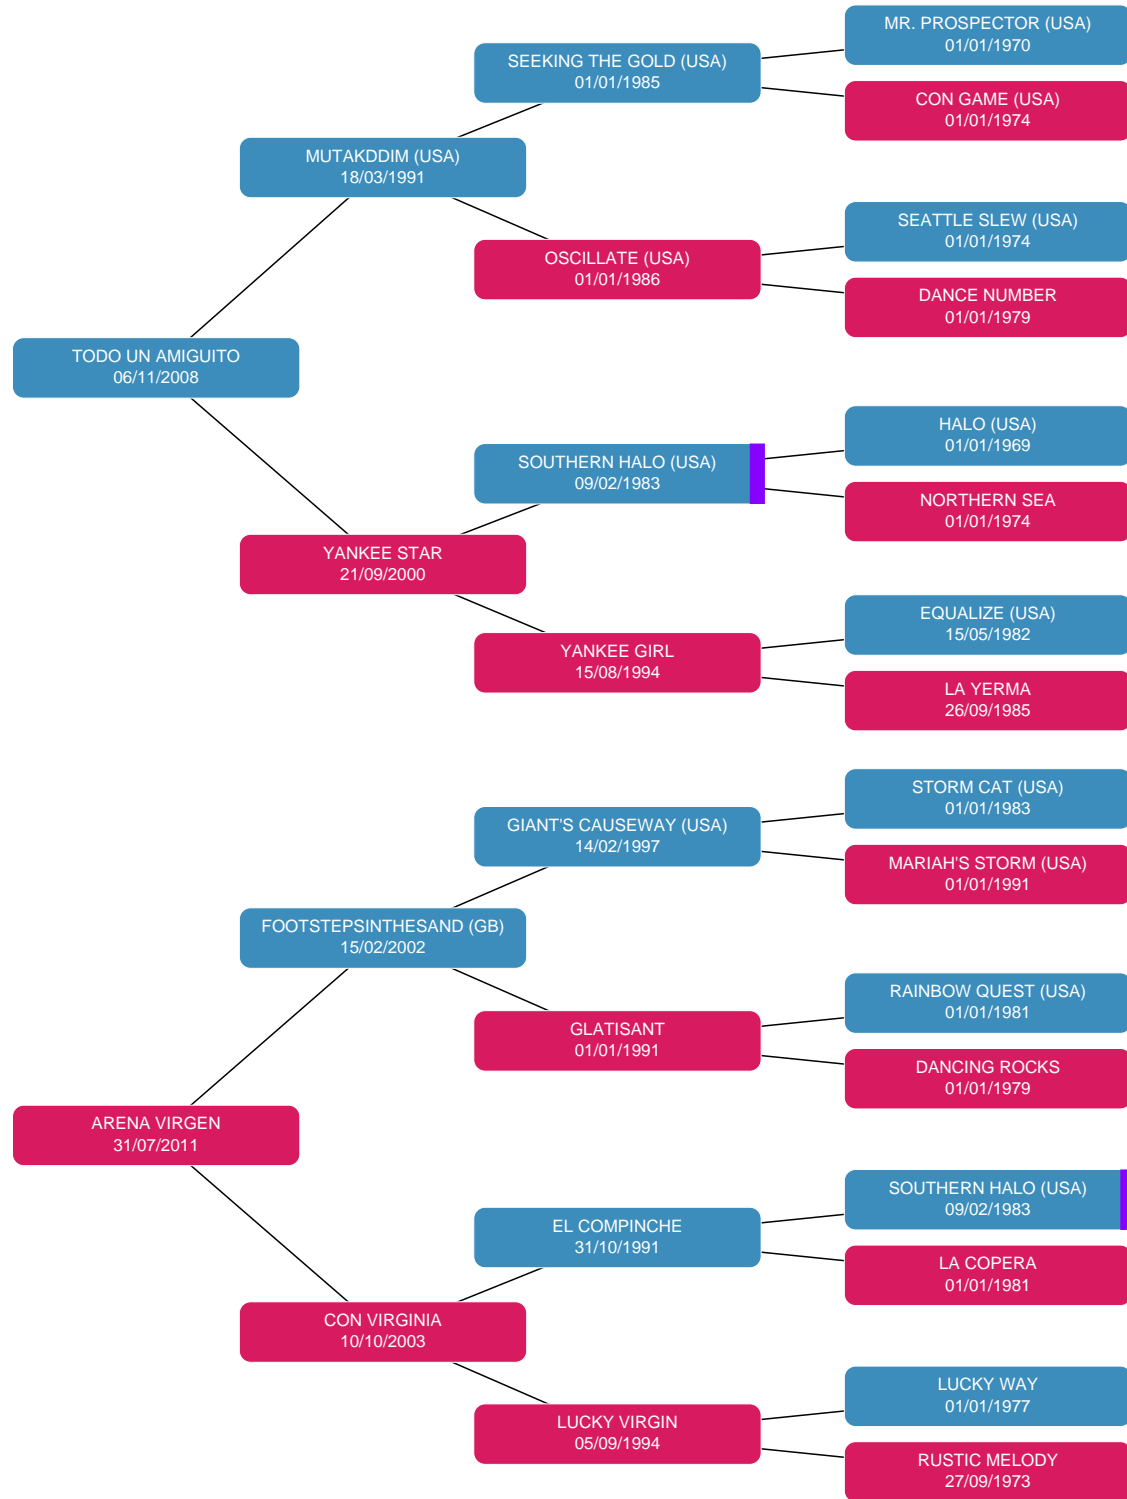 MR. PROSPECTOR (USA)
01/01/1970
SEEKING THE GOLD (USA)
01/01/1985
CON GAME (USA)
01/01/1974
MUTAKDDIM (USA)
18/03/1991
SEATTLE SLEW (USA)
01/01/1974
OSCILLATE (USA)
01/01/1986
DANCE NUMBER
01/01/1979
TODO UN AMIGUITO
06/11/2008
HALO (USA)
01/01/1969
SOUTHERN HALO (USA)
09/02/1983
NORTHERN SEA
01/01/1974
YANKEE STAR
21/09/2000
EQUALIZE (USA)
15/05/1982
YANKEE GIRL
15/08/1994
LA YERMA
26/09/1985
STORM CAT (USA)
01/01/1983
GIANT'S CAUSEWAY (USA)
14/02/1997
MARIAH'S STORM (USA)
01/01/1991
FOOTSTEPSINTHESAND (GB)
15/02/2002
RAINBOW QUEST (USA)
01/01/1981
GLATISANT
01/01/1991
DANCING ROCKS
01/01/1979
ARENA VIRGEN
31/07/2011
SOUTHERN HALO (USA)
09/02/1983
EL COMPINCHE
31/10/1991
LA COPERA
01/01/1981
CON VIRGINIA
10/10/2003
LUCKY WAY
01/01/1977
LUCKY VIRGIN
05/09/1994
RUSTIC MELODY
27/09/1973